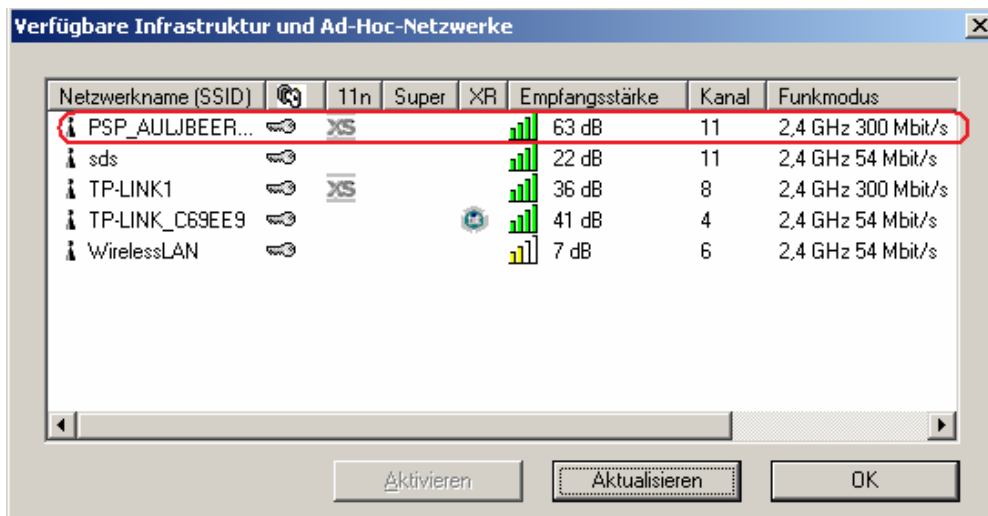 Verfügbare Infrastruktur und Ad-Hoc-Netzwerke
Netzwerkname (SSID) 11n Super XR Empfangsstärke Kanal Funkmodus
PSP_AULJBEER... XS 63 dB 11 2,4 GHz 300 Mbit/s
sds 22 dB 11 2,4 GHz 54 Mbit/s
TP-LINK1 XS 36 dB 8 2,4 GHz 300 Mbit/s
TP-LINK_C69EE9 41 dB 4 2,4 GHz 54 Mbit/s
WirelessLAN 7 dB 6 2,4 GHz 54 Mbit/s
Aktivieren Aktualisieren OK